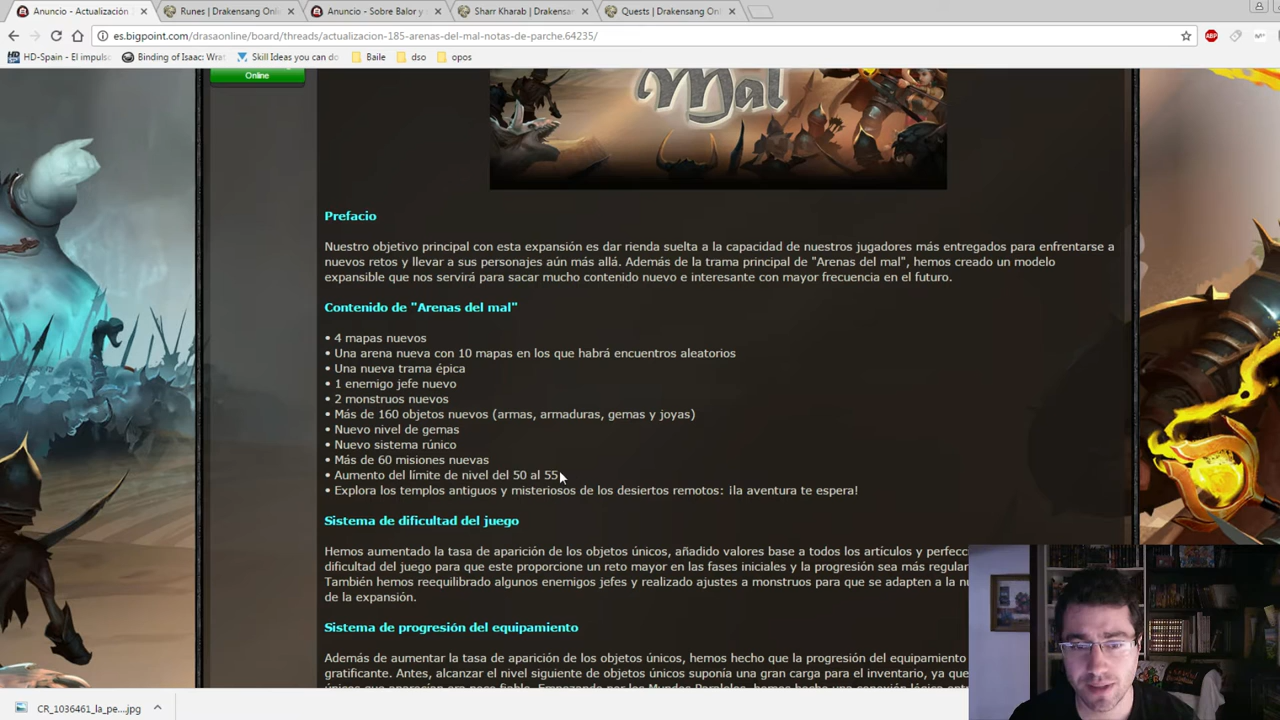 Anuncio - Actualización
Runes | Drakensang Onlin
Anuncio - Sobre Balor y c
Sharr Kharab | Drakensan
Quests | Drakensang Onli
es.bigpoint.com/drasaonline/board/threads/actualizacion-185-arenas-del-mal-notas-de-parche.64235/
HD-Spain - El impulso
Binding of Isaac: Wrat
Skill Ideas you can do
Baile
dso
opos
Online
Mal
Prefacio
Nuestro objetivo principal con esta expansión es dar rienda suelta a la capacidad de nuestros jugadores más entregados para enfrentarse a
nuevos retos y llevar a sus personajes aún más allá. Además de la trama principal de "Arenas del mal", hemos creado un modelo
expansible que nos servirá para sacar mucho contenido nuevo e interesante con mayor frecuencia en el futuro.
Contenido de "Arenas del mal"
• 4 mapas nuevos
• Una arena nueva con 10 mapas en los que habrá encuentros aleatorios
• Una nueva trama épica
• 1 enemigo jefe nuevo
• 2 monstruos nuevos
• Más de 160 objetos nuevos (armas, armaduras, gemas y joyas)
• Nuevo nivel de gemas
• Nuevo sistema rúnico
• Más de 60 misiones nuevas
• Aumento del límite de nivel del 50 al 55
• Explora los templos antiguos y misteriosos de los desiertos remotos: ¡la aventura te espera!
Sistema de dificultad del juego
Hemos aumentado la tasa de aparición de los objetos únicos, añadido valores base a todos los artículos y perfecc
dificultad del juego para que este proporcione un reto mayor en las fases iniciales y la progresión sea más regular
También hemos reequilibrado algunos enemigos jefes y realizado ajustes a monstruos para que se adapten a la nu
de la expansión.
Sistema de progresión del equipamiento
Además de aumentar la tasa de aparición de los objetos únicos, hemos hecho que la progresión del equipamiento
gratificante. Antes, alcanzar el nivel siguiente de objetos únicos suponía una gran carga para el inventario, ya que
CR_1036461_la_pe....jpg